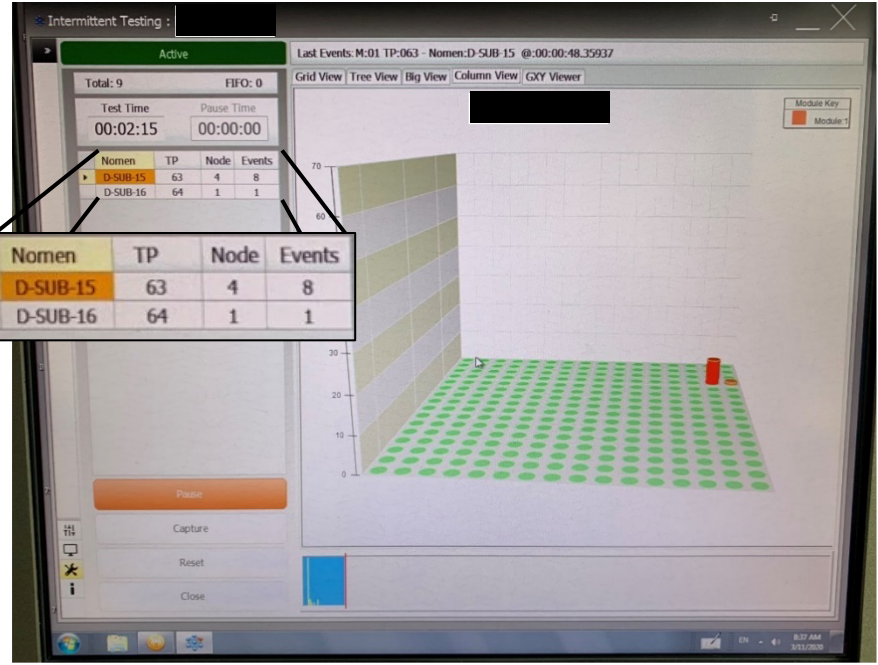 Intermittent Testing :
Active
Last Events: M:01 TP:063 - Nomen:D-SUB-15 @:00:00:48.35937
Total: 9 FIFO: 0
Grid View Tree View Big View Column View GXY Viewer
Test Time Pause Time
00:02:15 00:00:00
Module Key
Module:1
Nomen TP Node Events
D-SUB-15 63 4 8
D-SUB-16 64 1 1
Nomen TP Node Events
D-SUB-15 63 4 8
D-SUB-16 64 1 1
70
60
30
20
10
0
Pause
Capture
Reset
Close
EN
8:37 AM
3/11/2020